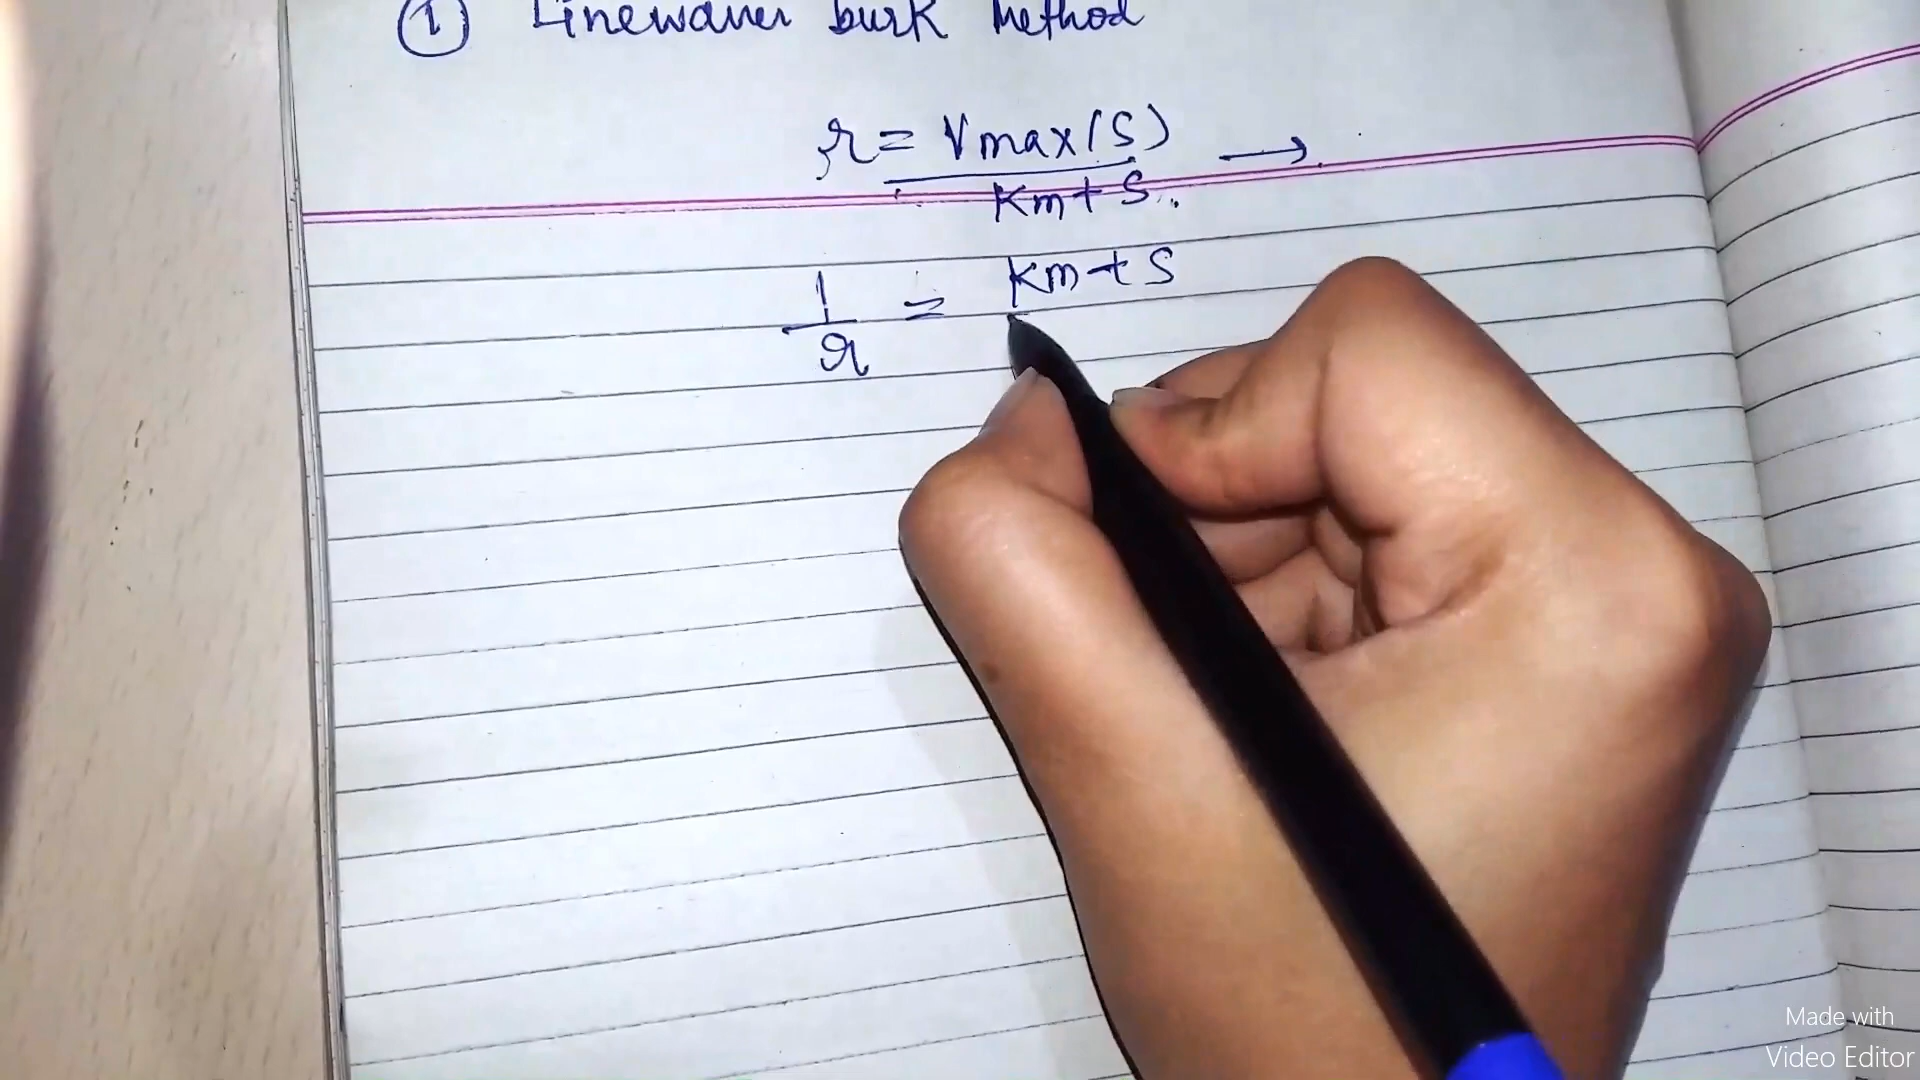 ① Linewaver burk Method
r = Vmax(S) →
Km + S
1 = Km + S
r
Made with
Video Editor